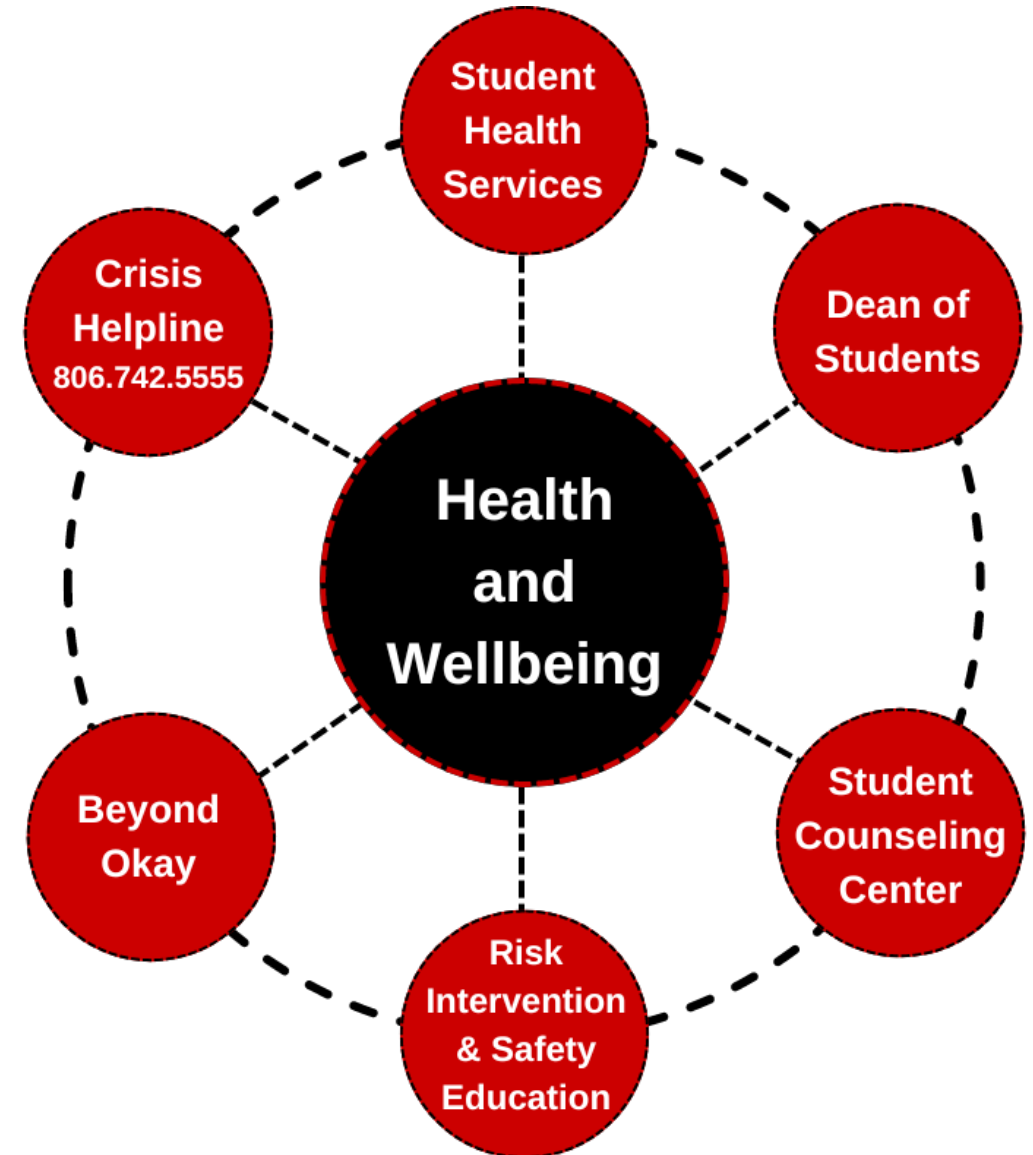 Student
Health
Services
Crisis
Helpline
806.742.5555
Dean of
Students
Health
and
Wellbeing
Beyond
Okay
Student
Counseling
Center
Risk
Intervention
& Safety
Education